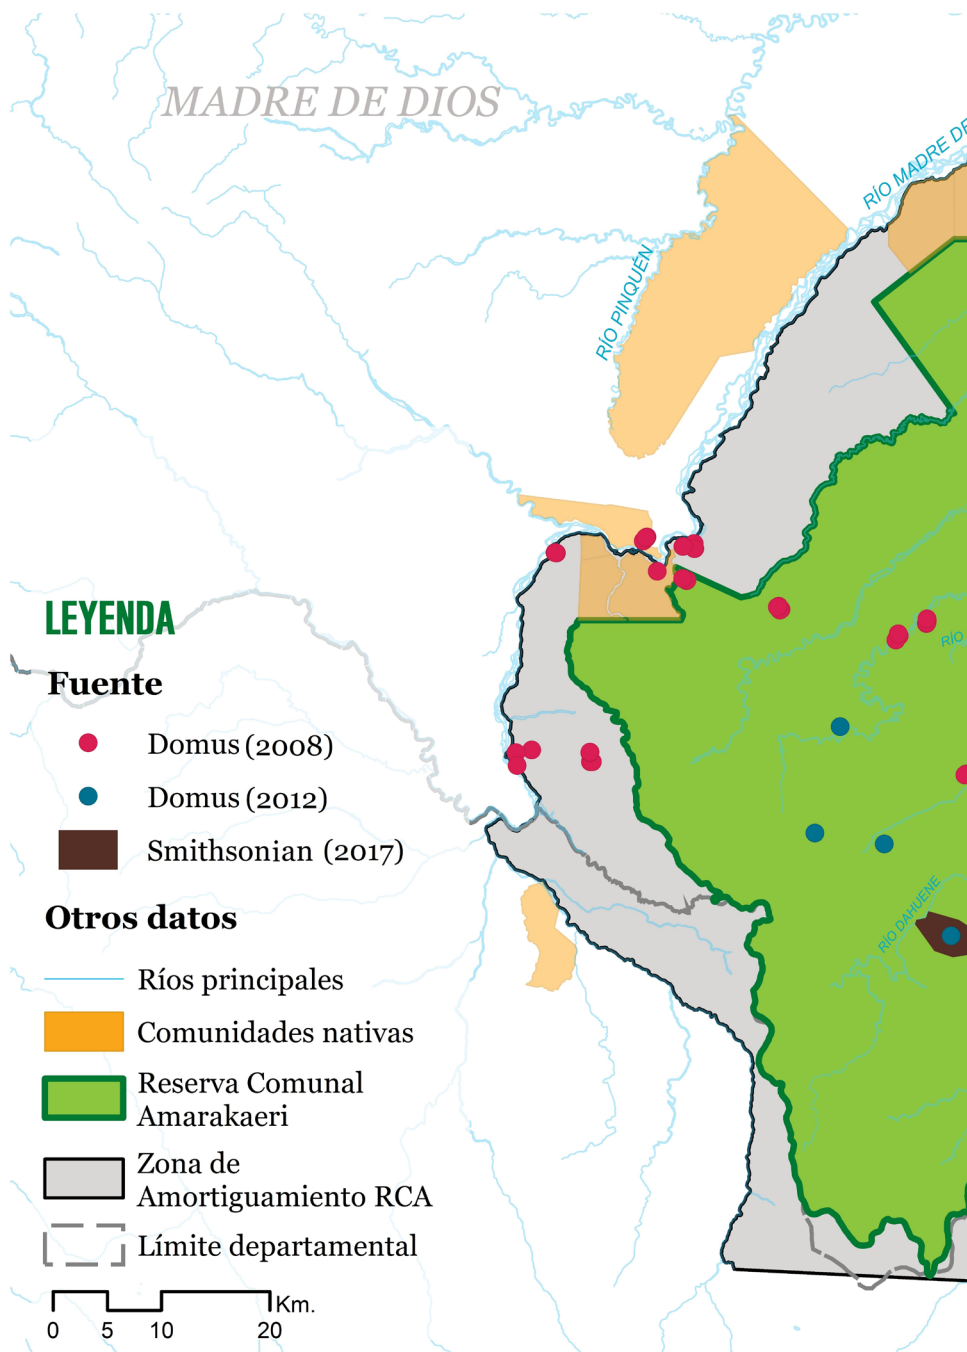 MADRE DE DIOS
RÍO MADRE DE
RÍO PINQUÉN
RÍO
RÍO DAHUENE
LEYENDA
Fuente
Domus (2008)
Domus (2012)
Smithsonian (2017)
Otros datos
Ríos principales
Comunidades nativas
Reserva Comunal
Amarakaeri
Zona de
Amortiguamiento RCA
Límite departamental
Km.
0 5 10 20